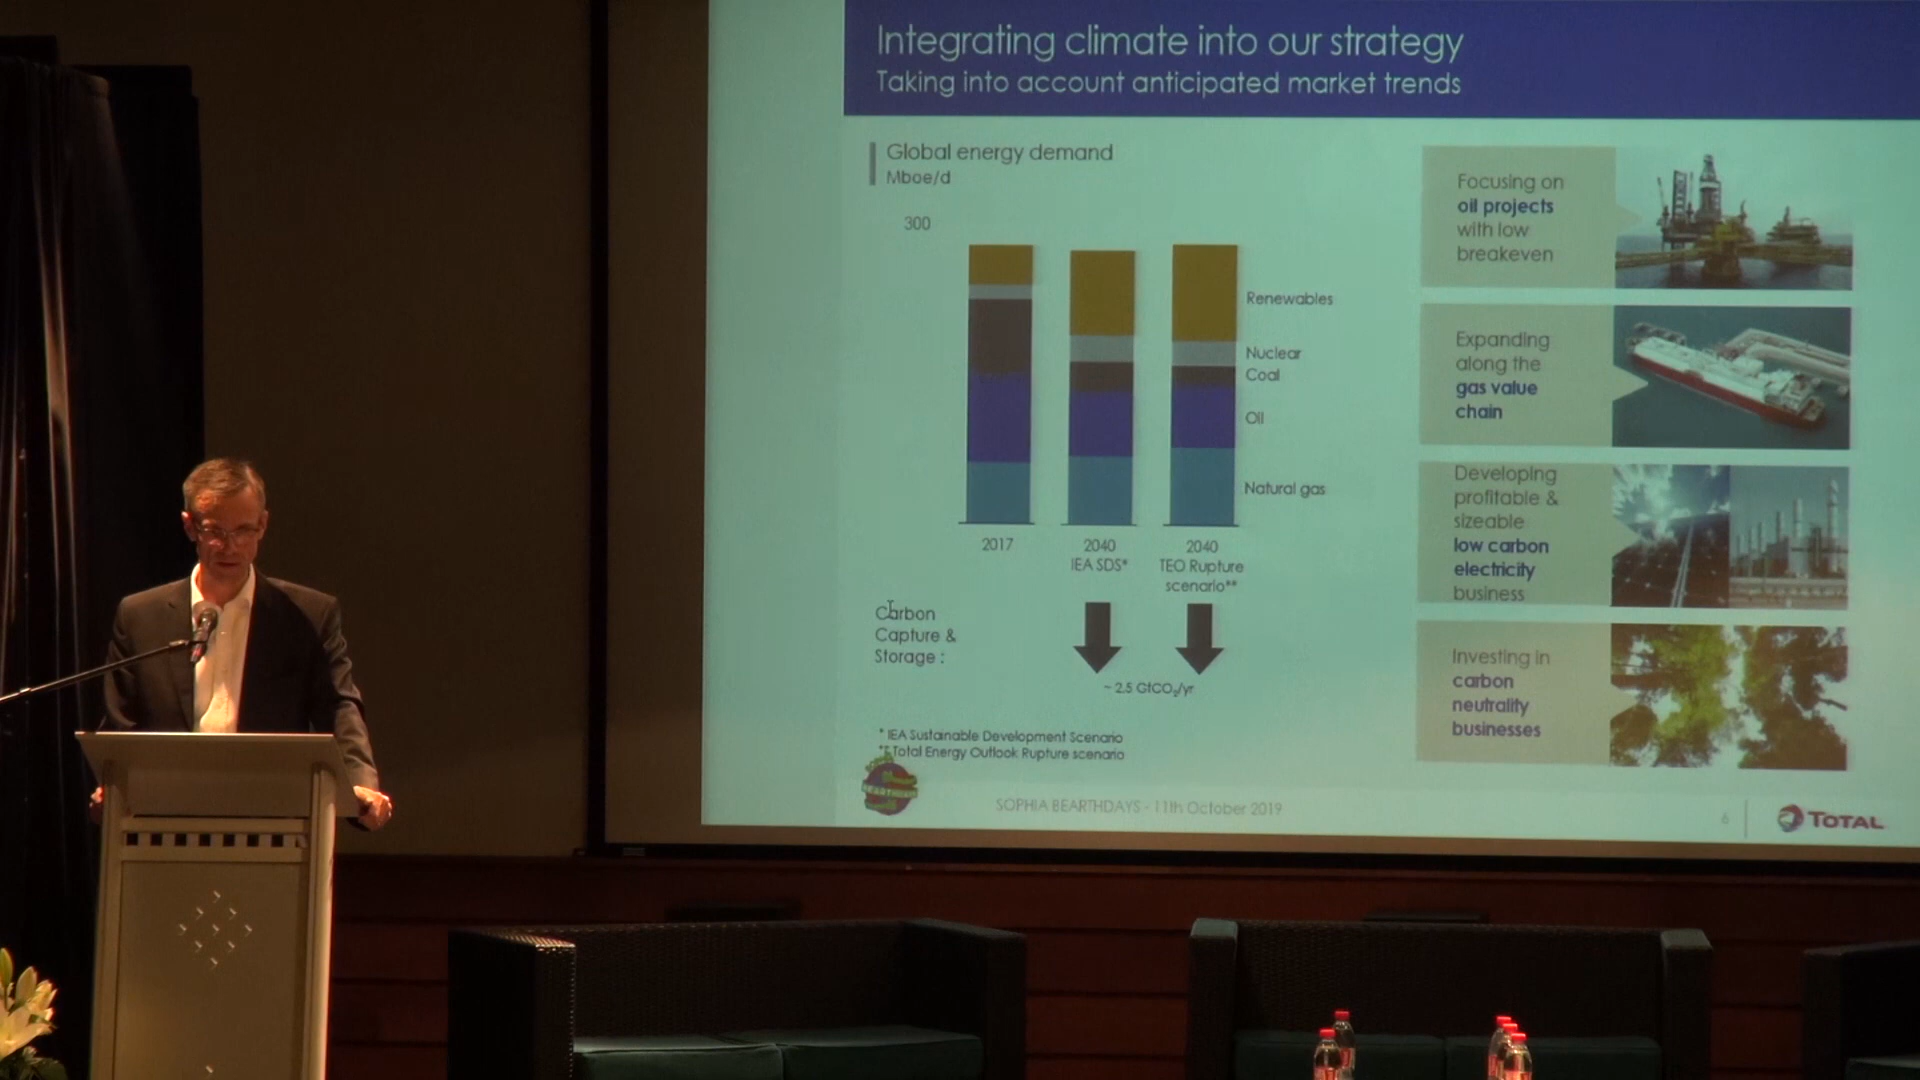 Integrating climate into our strategy
Taking into account anticipated market trends
Global energy demand
Mboe/d
300
Renewables
Nuclear
Coal
Oil
Natural gas
2017
2040
IEA SDS*
2040
TEO Rupture
scenario**
Carbon
Capture &
Storage :
~ 2.5 GtCO₂/yr
* IEA Sustainable Development Scenario
** Total Energy Outlook Rupture scenario
Focusing on
oil projects
with low
breakeven
Expanding
along the
gas value
chain
Developing
profitable &
sizeable
low carbon
electricity
business
Investing in
carbon
neutrality
businesses
BEARTHDAYS
SOPHIA BEARTHDAYS - 11th October 2019
6
TOTAL